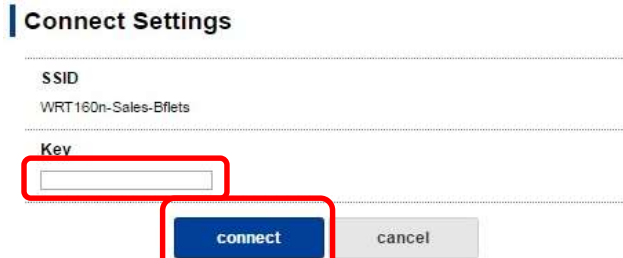 Connect Settings
SSID
WRT160n-Sales-Bflets
Key
connect cancel